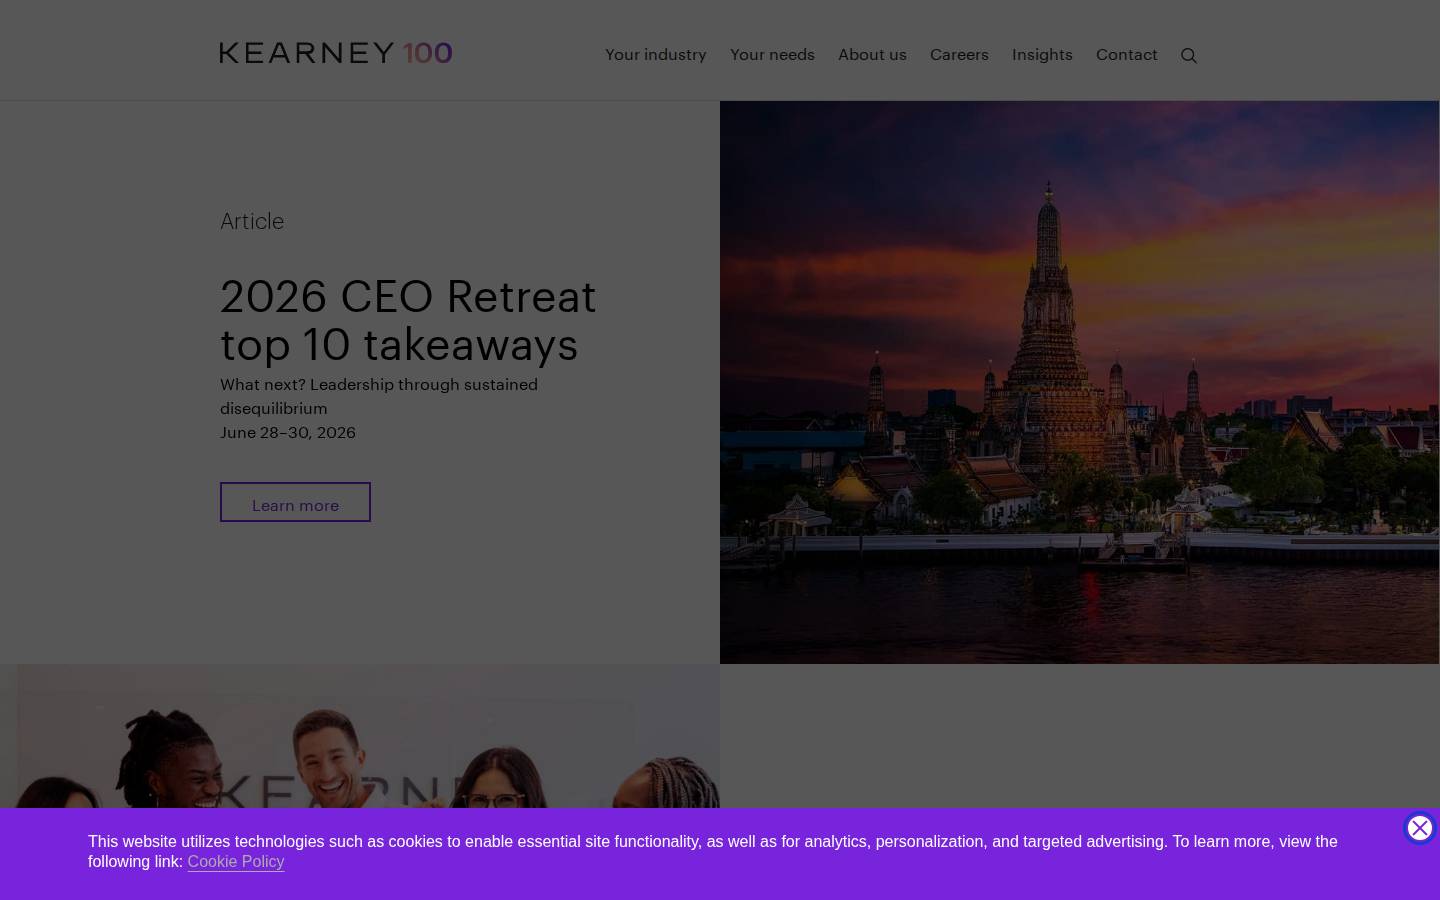 KEARNEY 100
Your industry
Your needs
About us
Careers
Insights
Contact
Article
2026 CEO Retreat
top 10 takeaways
What next? Leadership through sustained
disequilibrium
June 28–30, 2026
Learn more
KEARNEY
This website utilizes technologies such as cookies to enable essential site functionality, as well as for analytics, personalization, and targeted advertising. To learn more, view the
following link: Cookie Policy